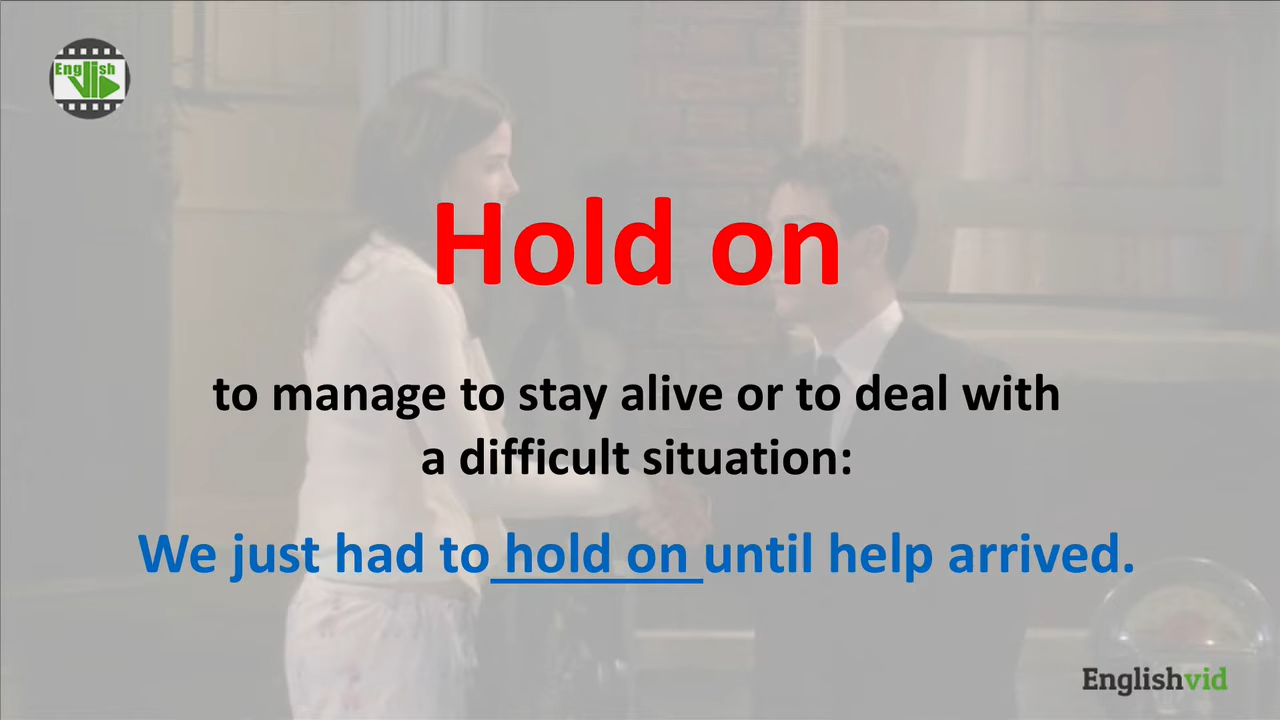 English
Vid
Hold on
to manage to stay alive or to deal with
a difficult situation:
We just had to hold on until help arrived.
Englishvid